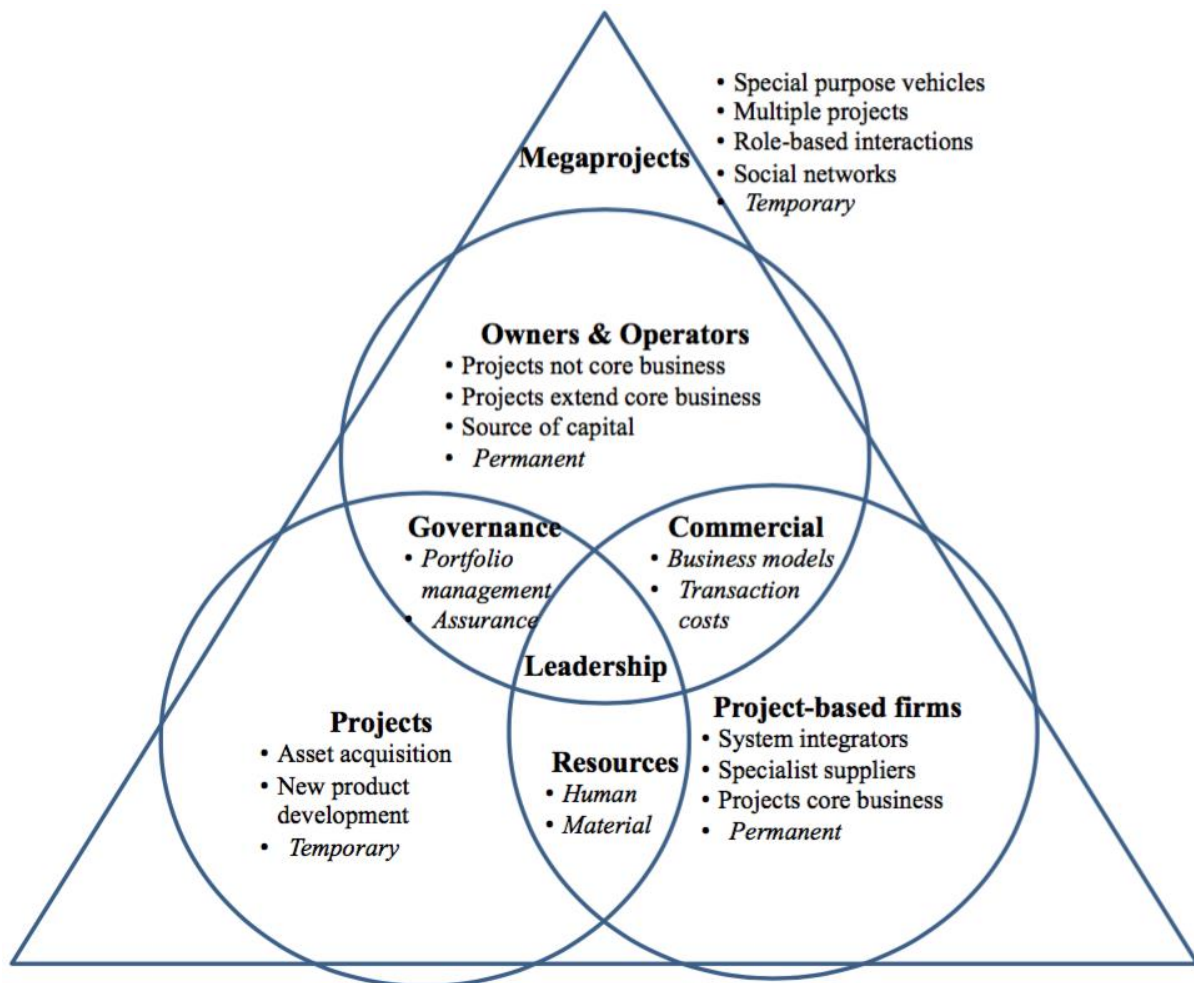 • Special purpose vehicles
• Multiple projects
• Role-based interactions
• Social networks
• Temporary
Megaprojects
Owners & Operators
• Projects not core business
• Projects extend core business
• Source of capital
• Permanent
Governance
• Portfolio
management
• Assurance
Commercial
• Business models
• Transaction
costs
Leadership
Projects
• Asset acquisition
• New product
development
• Temporary
Resources
• Human
• Material
Project-based firms
• System integrators
• Specialist suppliers
• Projects core business
• Permanent